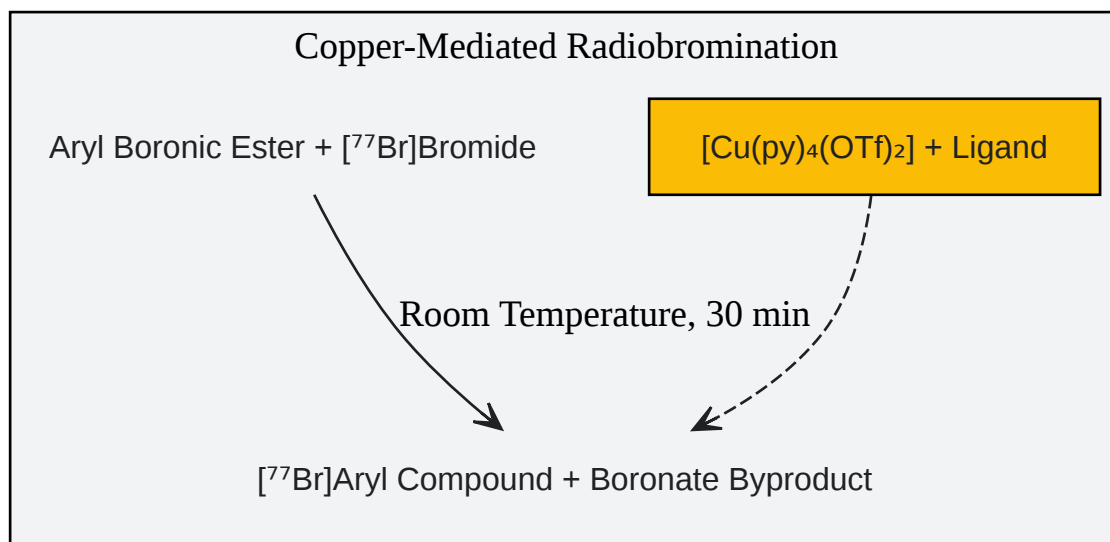 Copper-Mediated Radiobromination
Aryl Boronic Ester + [⁷⁷Br]Bromide
[Cu(py)₄(OTf)₂] + Ligand
Room Temperature, 30 min
[⁷⁷Br]Aryl Compound + Boronate Byproduct